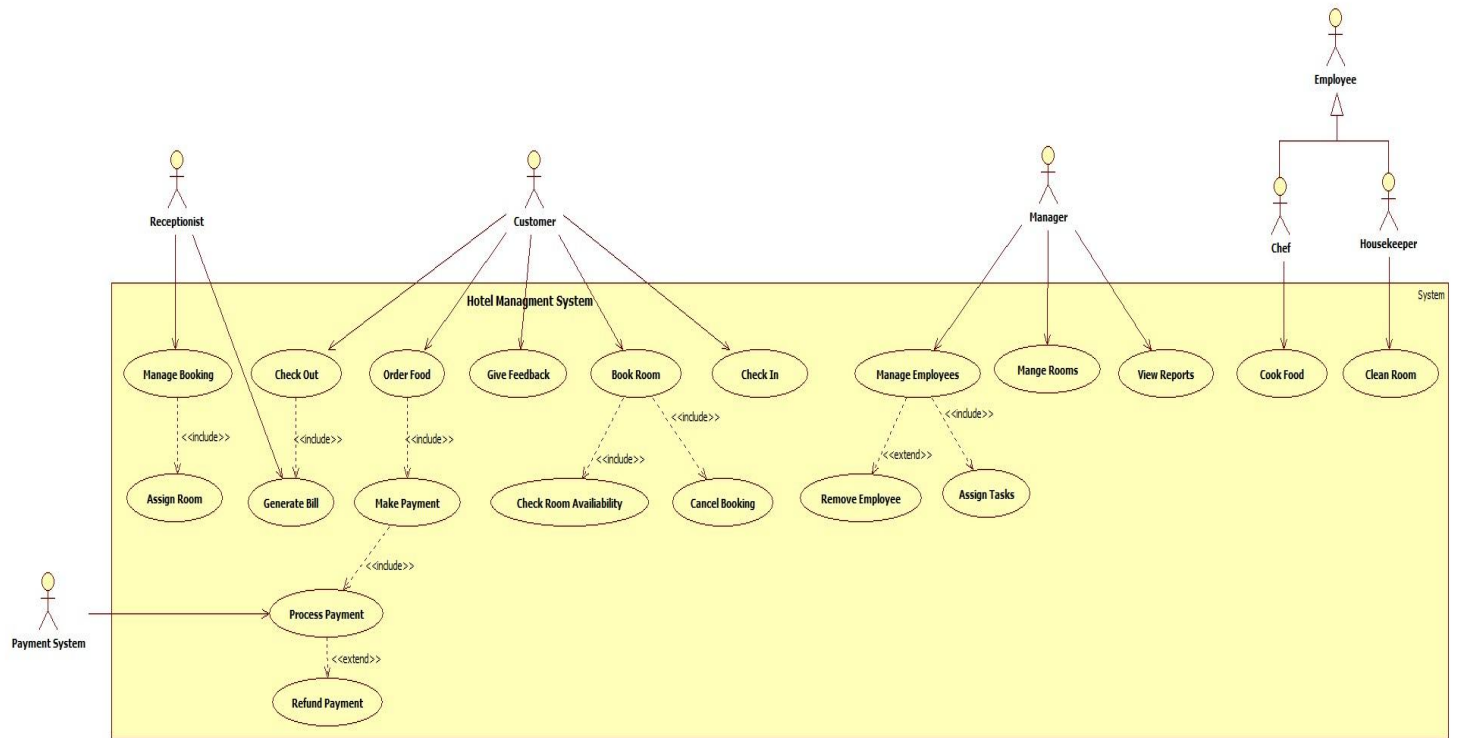 Employee
Receptionist
Customer
Manager
Chef
Housekeeper
Hotel Managment System
System
Manage Booking
Check Out
Order Food
Give Feedback
Book Room
Check In
Manage Employees
Mange Rooms
View Reports
Cook Food
Clean Room
<<include>>
<<include>>
<<include>>
<<include>>
<<include>>
<<extend>>
<<include>>
Assign Room
Generate Bill
Make Payment
Check Room Availiability
Cancel Booking
Remove Employee
Assign Tasks
<<include>>
Process Payment
Payment System
<<extend>>
Refund Payment